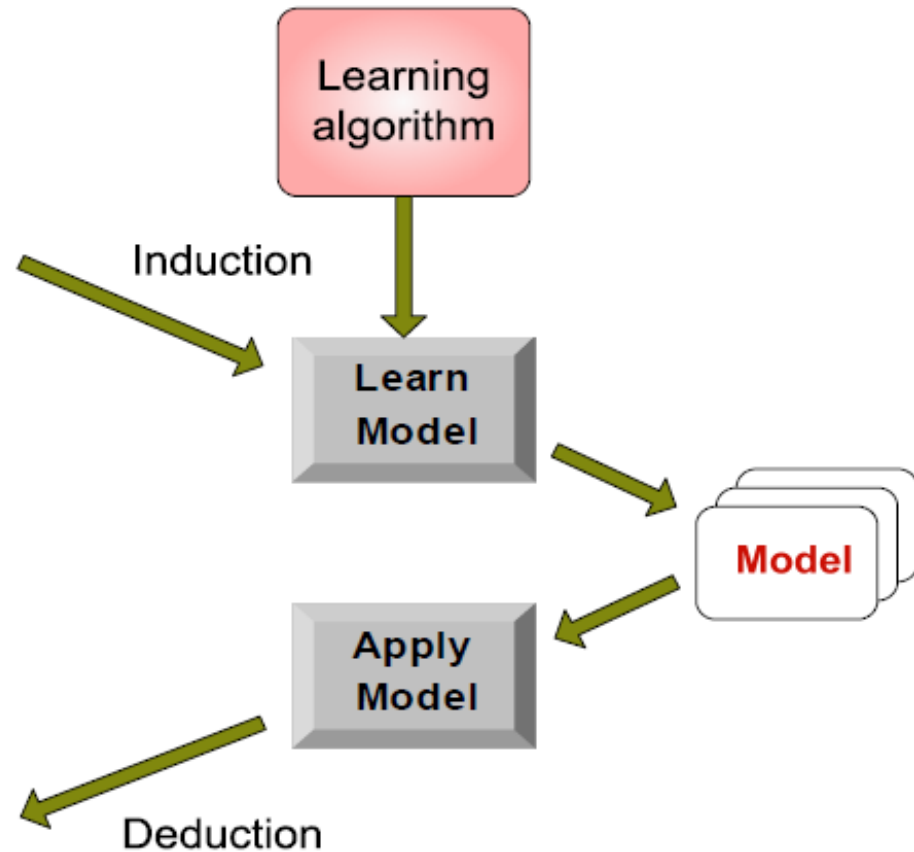 Learning
algorithm
Induction
Learn
Model
Model
Apply
Model
Deduction